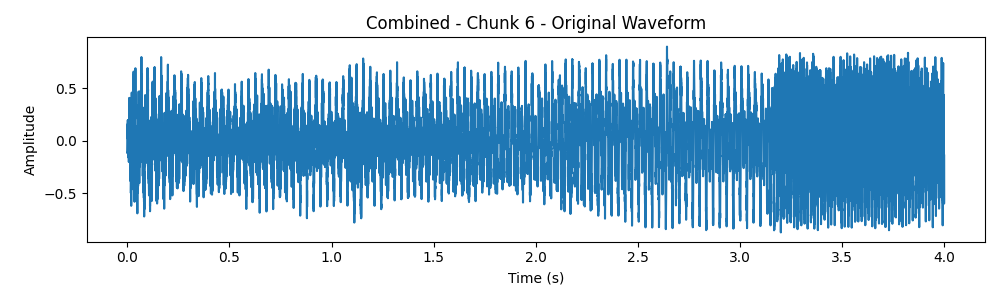 Combined - Chunk 6 - Original Waveform
Amplitude
0.5
0.0
−0.5
0.0 0.5 1.0 1.5 2.0 2.5 3.0 3.5 4.0
Time (s)